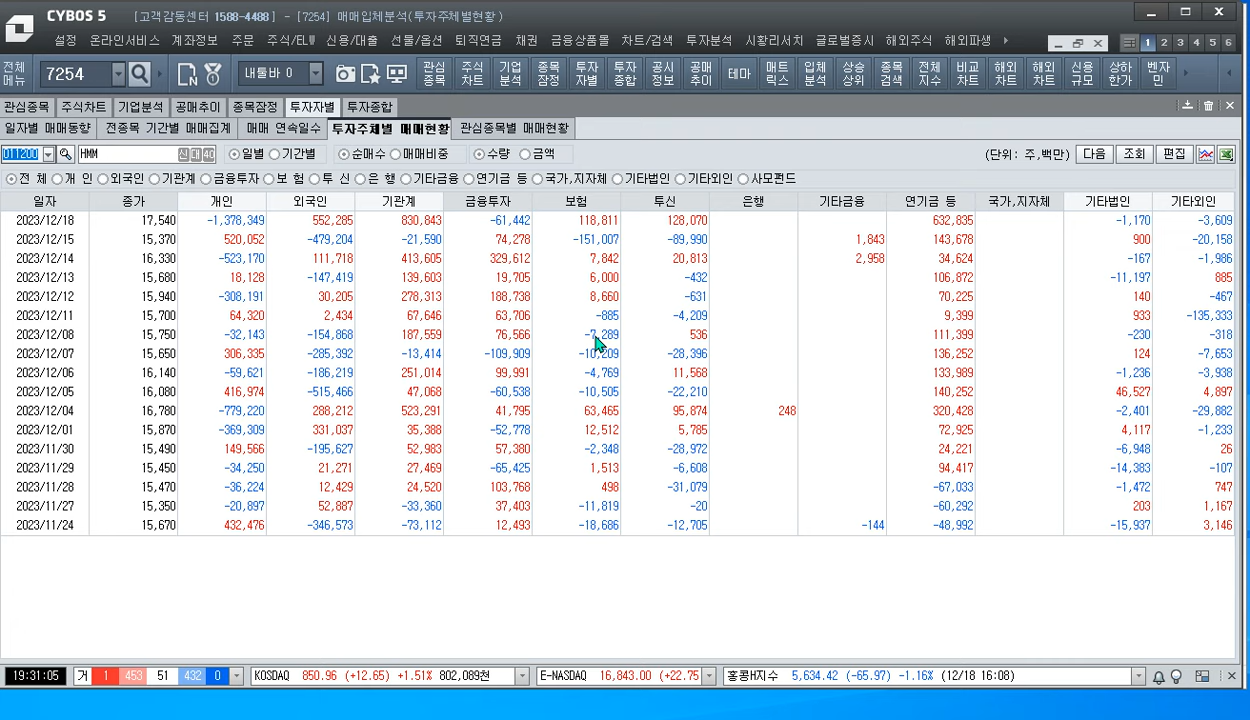 CYBOS 5 [고객감동센터 1588-4488] - [7254] 매매입체분석(투자주체별현황)
설정 온라인서비스 계좌정보 주문 주식/ELW 신용/대출 선물/옵션 퇴직연금 채권 금융상품몰 차트/검색 투자분석 시황리서치 글로벌증시 해외주식 해외파생 1 2 3 4 5 6
전체메뉴 7254 내툴바 0 관심종목 주식차트 기업분석 종목잠정 투자자별 투자종합 공시정보 공매추이 테마 매트릭스 입체분석 상승상위 종목검색 전체지수 비교차트 해외차트 해외차트 신용규모 상하한가 벤자민
관심종목 주식차트 기업분석 공매추이 종목잠정 투자자별 투자종합
일자별 매매동향 전종목 기간별 매매집계 매매 연속일수 투자주체별 매매현황 관심종목별 매매현황
011200 HMM 신 대 40 일별 기간별 순매수 매매비중 수량 금액 (단위: 주,백만) 다음 조회 편집
전 체 개 인 외국인 기관계 금융투자 보 험 투 신 은 행 기타금융 연기금 등 국가,지자체 기타법인 기타외인 사모펀드
일자 종가 개인 외국인 기관계 금융투자 보험 투신 은행 기타금융 연기금 등 국가,지자체 기타법인 기타외인
2023/12/18 17,540 -1,378,349 552,285 830,843 -61,442 118,811 128,070 632,835 -1,170 -3,609
2023/12/15 15,370 520,052 -479,204 -21,590 74,278 -151,007 -89,990 1,843 143,678 900 -20,158
2023/12/14 16,330 -523,170 111,718 413,605 329,612 7,842 20,813 2,958 34,624 -167 -1,986
2023/12/13 15,680 18,128 -147,419 139,603 19,705 6,000 -432 106,872 -11,197 885
2023/12/12 15,940 -308,191 30,205 278,313 188,738 8,660 -631 70,225 140 -467
2023/12/11 15,700 64,320 2,434 67,646 63,706 -885 -4,209 9,399 933 -135,333
2023/12/08 15,750 -32,143 -154,868 187,559 76,566 -7,289 536 111,399 -230 -318
2023/12/07 15,650 306,335 -285,392 -13,414 -109,909 -10,209 -28,396 136,252 124 -7,653
2023/12/06 16,140 -59,621 -186,219 251,014 99,991 -4,769 11,568 133,989 -1,236 -3,938
2023/12/05 16,080 416,974 -515,466 47,068 -60,538 -10,505 -22,210 140,252 46,527 4,897
2023/12/04 16,780 -779,220 288,212 523,291 41,795 63,465 95,874 248 320,428 -2,401 -29,882
2023/12/01 15,870 -369,309 331,037 35,388 -52,778 12,512 5,785 72,925 4,117 -1,233
2023/11/30 15,490 149,566 -195,627 52,983 57,380 -2,348 -28,972 24,221 -6,948 26
2023/11/29 15,450 -34,250 21,271 27,469 -65,425 1,513 -6,608 94,417 -14,383 -107
2023/11/28 15,470 -36,224 12,429 24,520 103,768 498 -31,079 -67,033 -1,472 747
2023/11/27 15,350 -20,897 52,887 -33,360 37,403 -11,819 -20 -60,292 203 1,167
2023/11/24 15,670 432,476 -346,573 -73,112 12,493 -18,686 -12,705 -144 -48,992 -15,937 3,146
19:31:05 거 1 453 51 432 0 KOSDAQ 850.96 (+12.65) +1.51% 802,089천 E-NASDAQ 16,843.00 (+22.75 홍콩H지수 5,634.42 (-65.97) -1.16% (12/18 16:08)